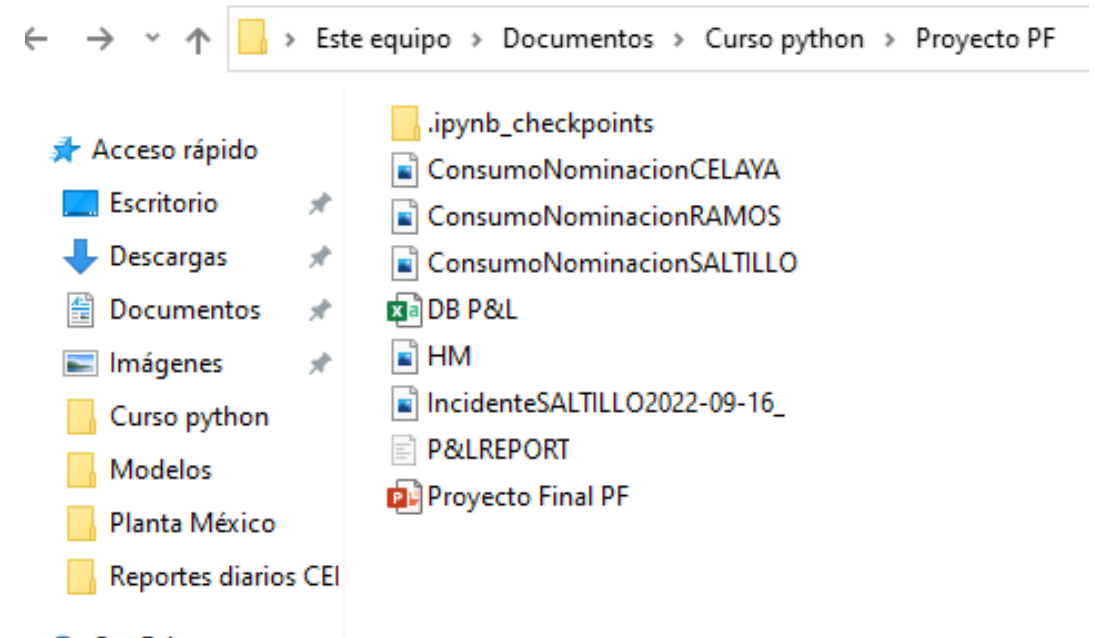 Este equipo > Documentos > Curso python > Proyecto PF
Acceso rápido
Escritorio
Descargas
Documentos
Imágenes
Curso python
Modelos
Planta México
Reportes diarios CEI
.ipynb_checkpoints
ConsumoNominacionCELAYA
ConsumoNominacionRAMOS
ConsumoNominacionSALTILLO
DB P&L
HM
IncidenteSALTILLO2022-09-16_
P&LREPORT
Proyecto Final PF